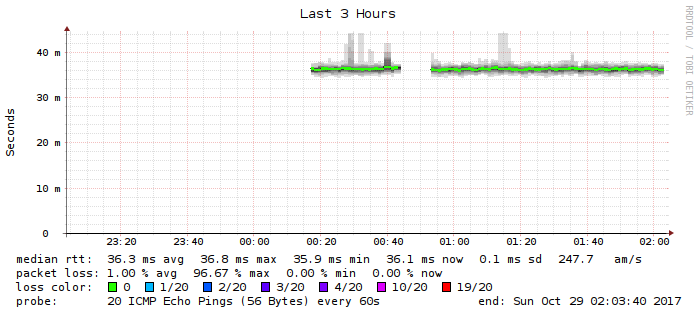 Last 3 Hours
RRDTOOL / TOBI OETIKER
Seconds
40 m
30 m
20 m
10 m
0
23:20 23:40 00:00 00:20 00:40 01:00 01:20 01:40 02:00
median rtt: 36.3 ms avg 36.8 ms max 35.9 ms min 36.1 ms now 0.1 ms sd 247.7 am/s
packet loss: 1.00 % avg 96.67 % max 0.00 % min 0.00 % now
loss color: 0 1/20 2/20 3/20 4/20 10/20 19/20
probe: 20 ICMP Echo Pings (56 Bytes) every 60s end: Sun Oct 29 02:03:40 2017